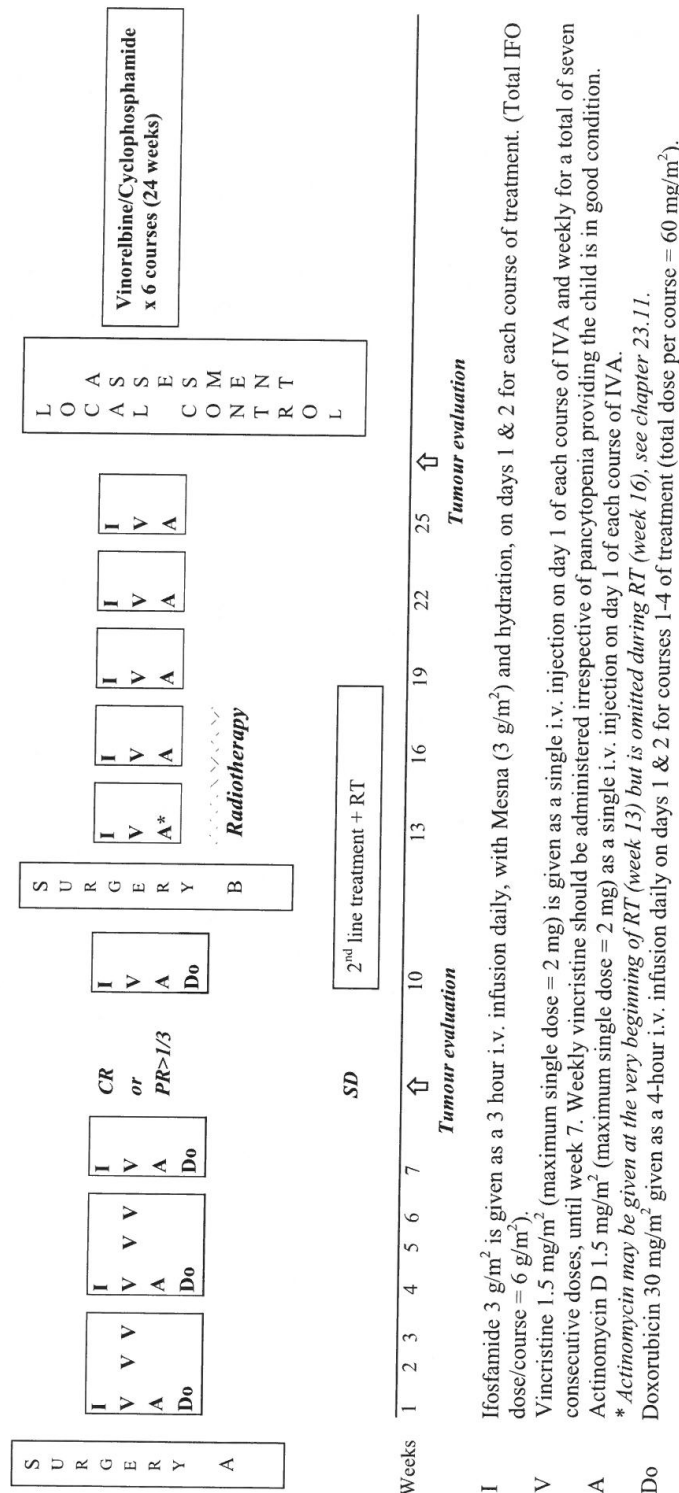 SURGERY A
I
V V V
A
Do
I
V V V
A
Do
I
V
A
Do
CR
or
PR>1/3
SD
I
V
A
Do
2nd line treatment + RT
SURGERY B
I
V
A*
I
V
A
Radiotherapy
I
V
A
I
V
A
I
V
A
LOCAL CONTROL
ASSESSMENT
Vinorelbine/Cyclophosphamide
x 6 courses (24 weeks)
Weeks 1 2 3 4 5 6 7 10 13 16 19 22 25
Tumour evaluation
Tumour evaluation
I Ifosfamide 3 g/m² is given as a 3 hour i.v. infusion daily, with Mesna (3 g/m²) and hydration, on days 1 & 2 for each course of treatment. (Total IFO
dose/course = 6 g/m²).
V Vincristine 1.5 mg/m² (maximum single dose = 2 mg) is given as a single i.v. injection on day 1 of each course of IVA and weekly for a total of seven
consecutive doses, until week 7. Weekly vincristine should be administered irrespective of pancytopenia providing the child is in good condition.
A Actinomycin D 1.5 mg/m² (maximum single dose = 2 mg) as a single i.v. injection on day 1 of each course of IVA.
* Actinomycin may be given at the very beginning of RT (week 13) but is omitted during RT (week 16), see chapter 23.11.
Do Doxorubicin 30 mg/m² given as a 4-hour i.v. infusion daily on days 1 & 2 for courses 1-4 of treatment (total dose per course = 60 mg/m²).